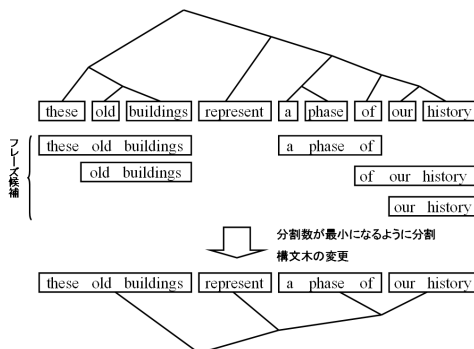 these old buildings represent a phase of our history
フレーズ候補
these old buildings a phase of
old buildings of our history
our history
分割数が最小になるように分割
構文木の変更
these old buildings represent a phase of our history